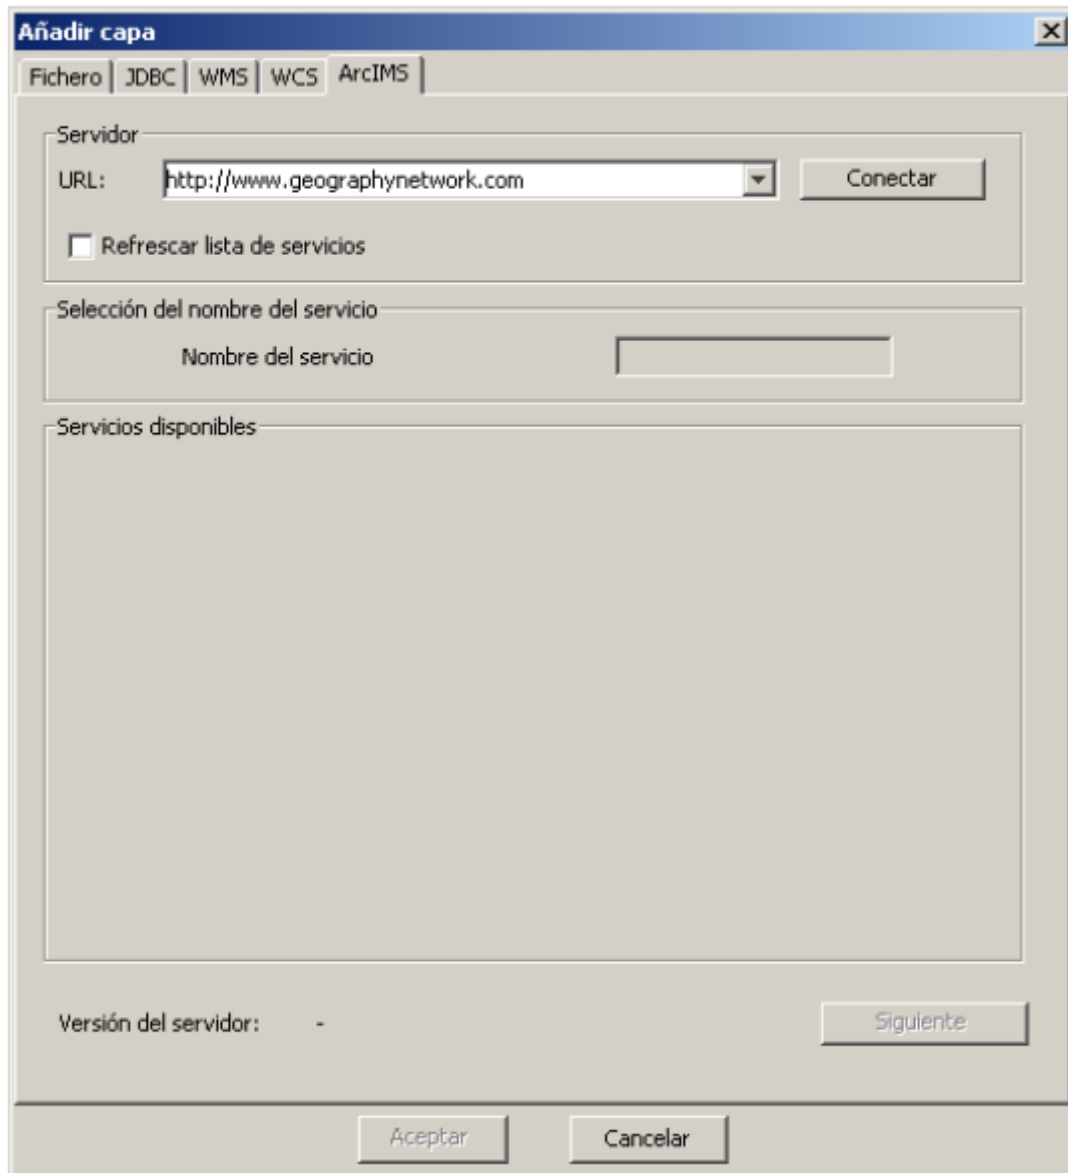 Añadir capa
Fichero JDBC WMS WCS ArcIMS
Servidor
URL: http://www.geographynetwork.com Conectar
Refrescar lista de servicios
Selección del nombre del servicio
Nombre del servicio
Servicios disponibles
Versión del servidor: - Siguiente
Aceptar Cancelar